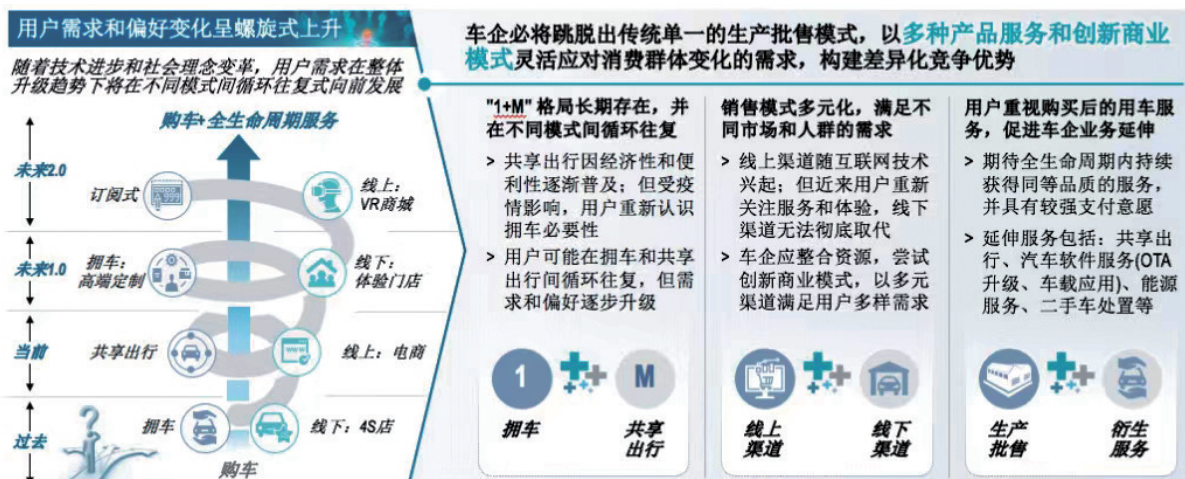 用户需求和偏好变化呈螺旋式上升
随着技术进步和社会理念变革，用户需求在整体
升级趋势下将在不同模式间循环往复式向前发展
购车+全生命周期服务
未来2.0
订阅式
线上：
VR商城
未来1.0
拥车：
高端定制
线下：
体验门店
当前
共享出行
线上：电商
过去
拥车
线下：4S店
购车
车企必将跳脱出传统单一的生产批售模式，以多种产品服务和创新商业
模式灵活应对消费群体变化的需求，构建差异化竞争优势
"1+M" 格局长期存在，并
在不同模式间循环往复
> 共享出行因经济性和便
利性逐渐普及；但受疫
情影响，用户重新认识
拥车必要性
> 用户可能在拥车和共享
出行间循环往复，但需
求和偏好逐步升级
1
M
拥车
共享
出行
销售模式多元化，满足不
同市场和人群的需求
> 线上渠道随互联网技术
兴起；但近来用户重新
关注服务和体验，线下
渠道无法彻底取代
> 车企应整合资源，尝试
创新商业模式，以多元
渠道满足用户多样需求
线上
渠道
线下
渠道
用户重视购买后的用车服
务，促进车企业务延伸
> 期待全生命周期内持续
获得同等品质的服务，
并具有较强支付意愿
> 延伸服务包括：共享出
行、汽车软件服务(OTA
升级、车载应用)、能源
服务、二手车处置等
生产
批售
衍生
服务